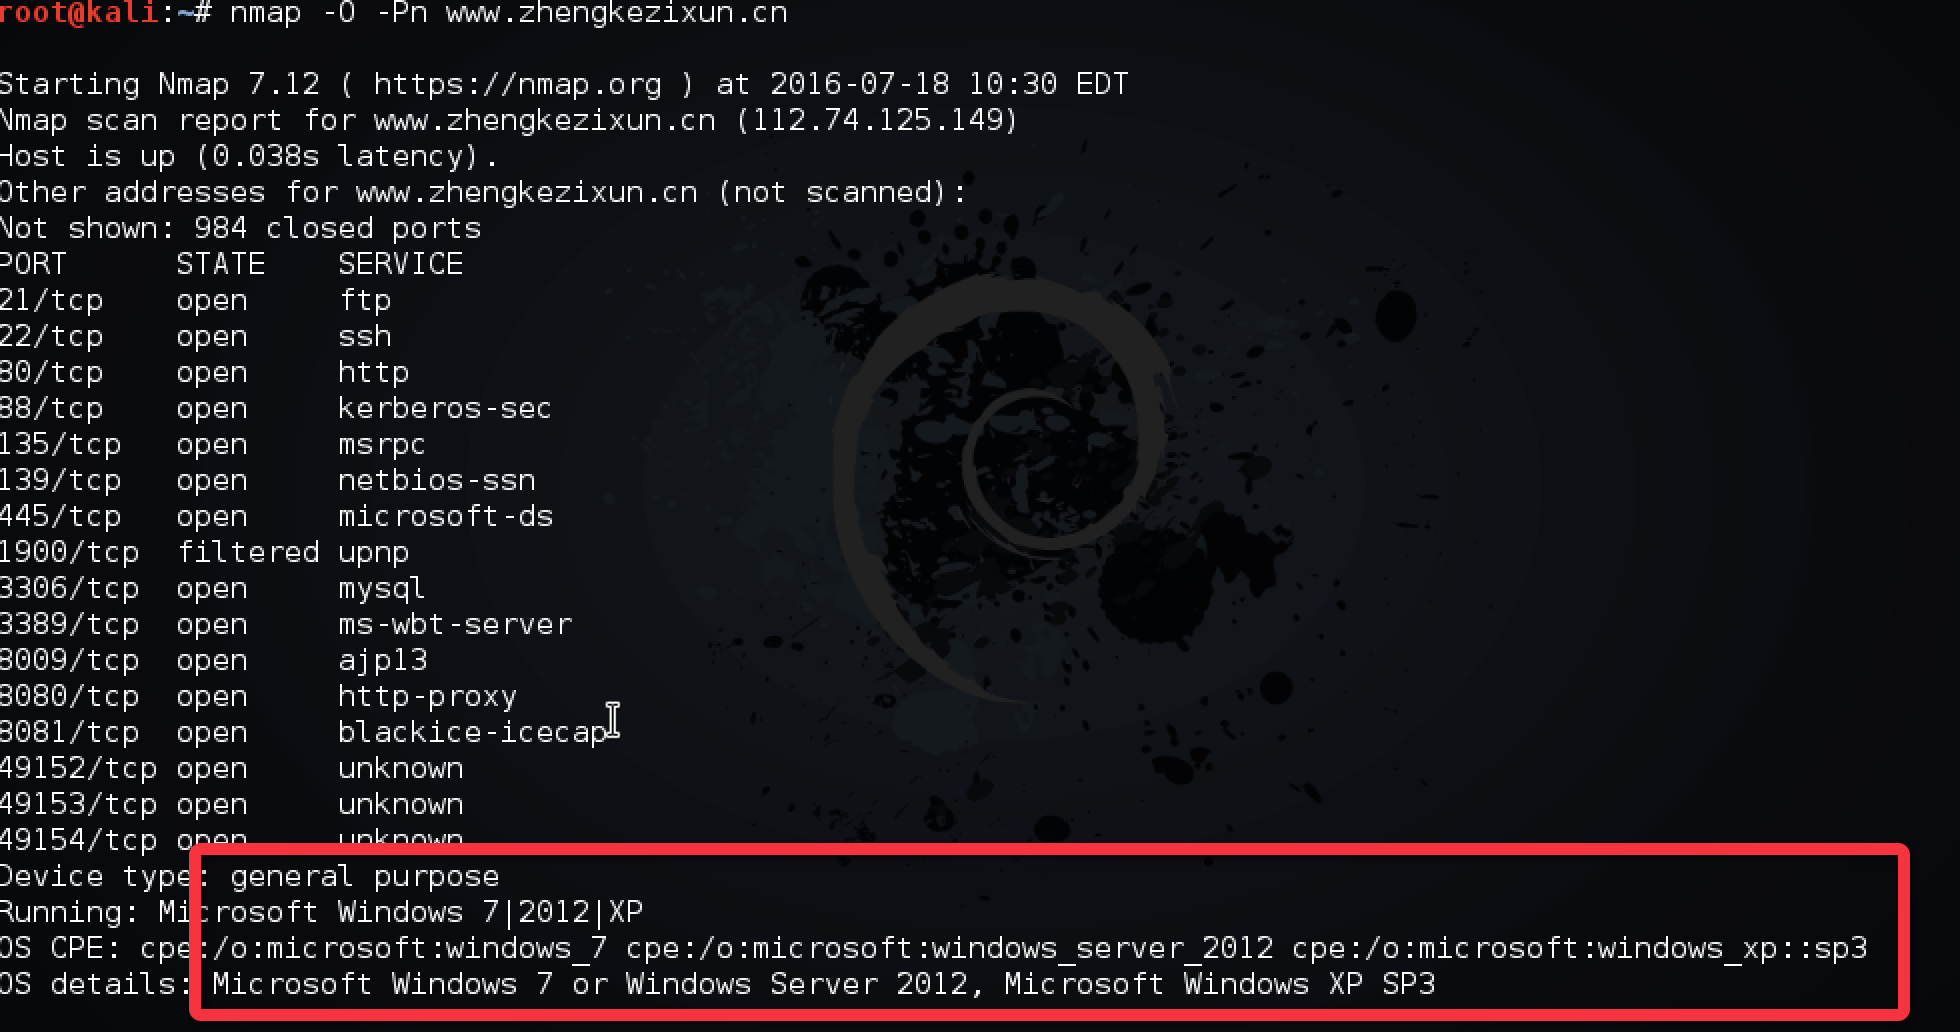 root@kali:~# nmap -O -Pn www.zhengkezixun.cn
Starting Nmap 7.12 ( https://nmap.org ) at 2016-07-18 10:30 EDT
Nmap scan report for www.zhengkezixun.cn (112.74.125.149)
Host is up (0.038s latency).
Other addresses for www.zhengkezixun.cn (not scanned):
Not shown: 984 closed ports
PORT STATE SERVICE
21/tcp open ftp
22/tcp open ssh
80/tcp open http
88/tcp open kerberos-sec
135/tcp open msrpc
139/tcp open netbios-ssn
445/tcp open microsoft-ds
1900/tcp filtered upnp
3306/tcp open mysql
3389/tcp open ms-wbt-server
8009/tcp open ajp13
8080/tcp open http-proxy
8081/tcp open blackice-icecap
49152/tcp open unknown
49153/tcp open unknown
49154/tcp open unknown
Device type: general purpose
Running: Microsoft Windows 7|2012|XP
OS CPE: cpe:/o:microsoft:windows_7 cpe:/o:microsoft:windows_server_2012 cpe:/o:microsoft:windows_xp::sp3
OS details: Microsoft Windows 7 or Windows Server 2012, Microsoft Windows XP SP3